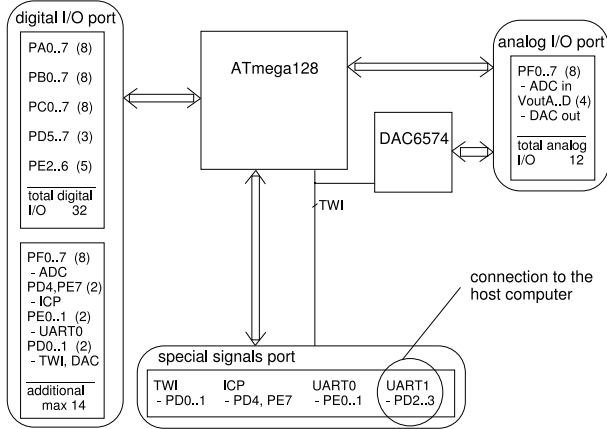 digital I/O port
PA0..7 (8)
PB0..7 (8)
PC0..7 (8)
PD5..7 (3)
PE2..6 (5)
total digital
I/O 32
PF0..7 (8)
- ADC
PD4,PE7 (2)
- ICP
PE0..1 (2)
- UART0
PD0..1 (2)
- TWI, DAC
additional
max 14
ATmega128
DAC6574
TWI
analog I/O port
PF0..7 (8)
- ADC in
VoutA..D (4)
- DAC out
total analog
I/O 12
connection to the
host computer
special signals port
TWI
- PD0..1
ICP
- PD4, PE7
UART0
- PE0..1
UART1
- PD2..3